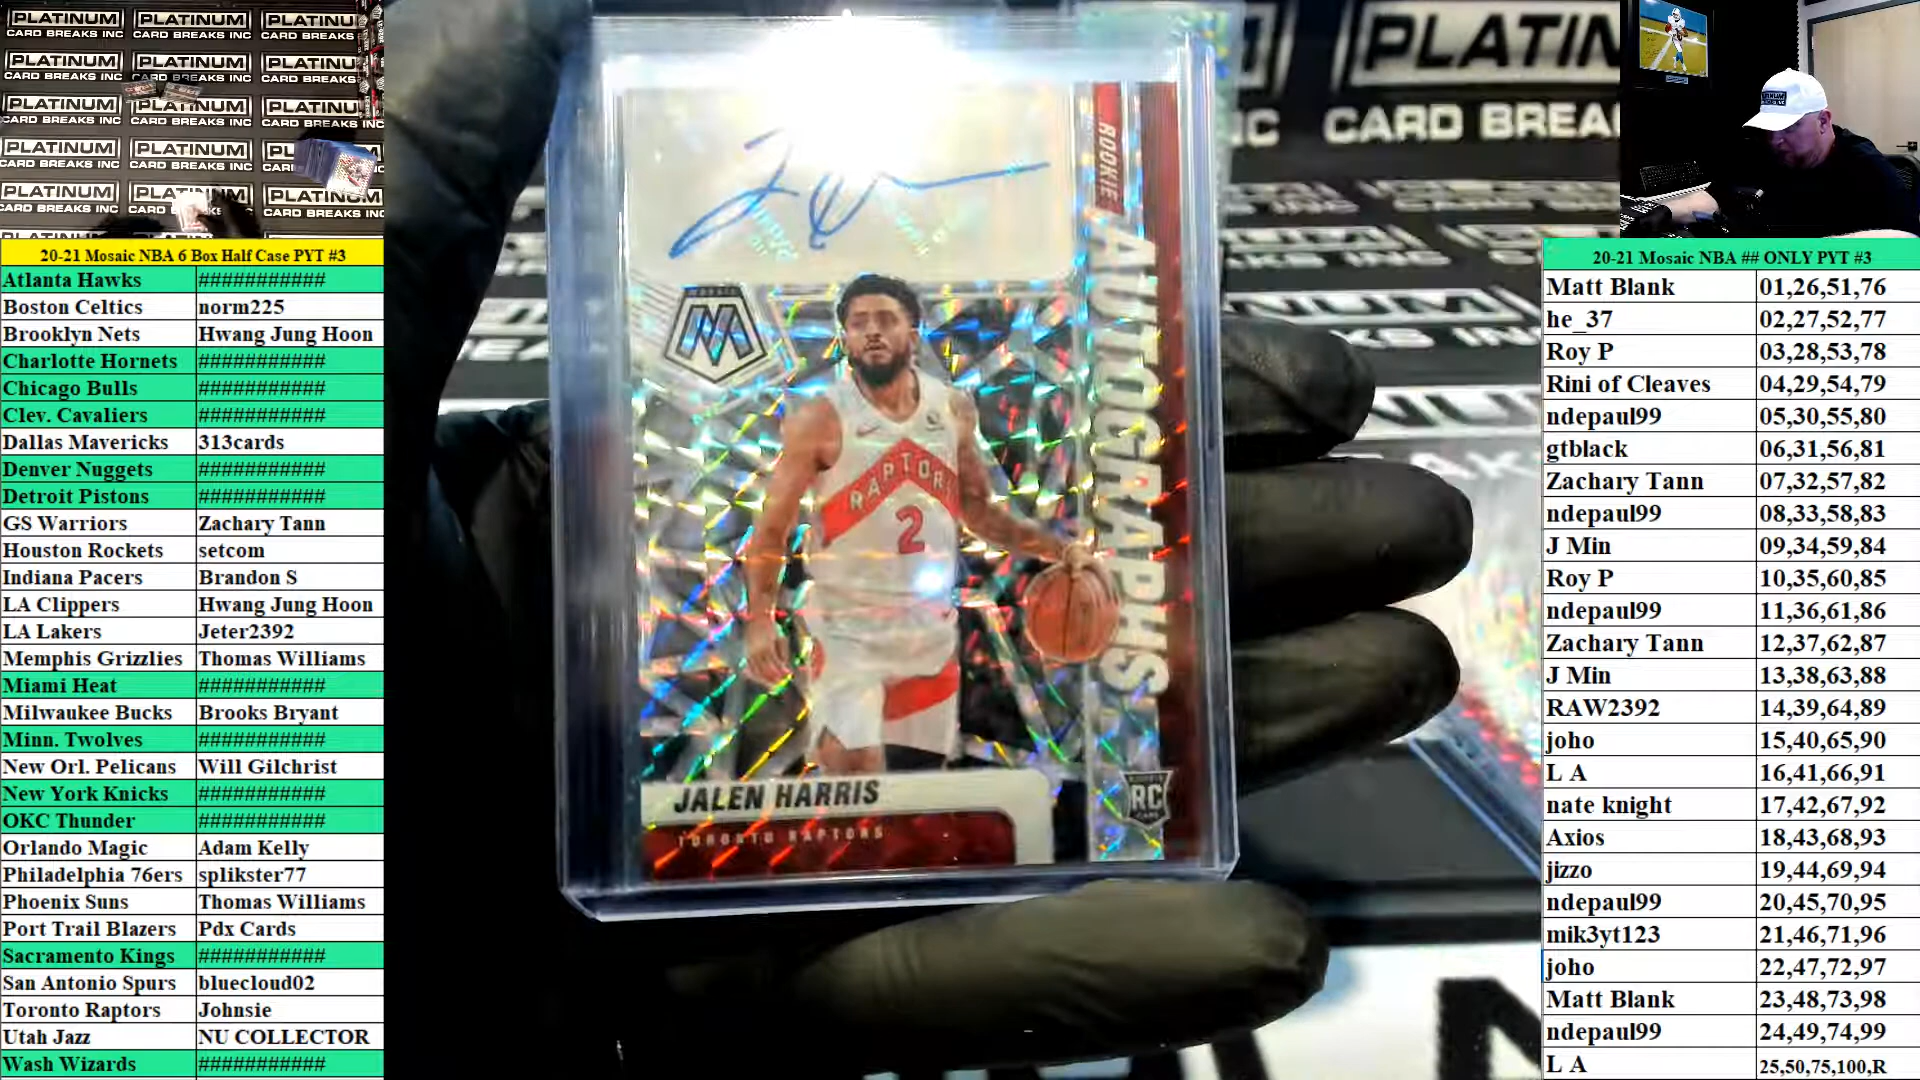 20-21 Mosaic NBA 6 Box Half Case PYT #3
Atlanta Hawks ###########
Boston Celtics norm225
Brooklyn Nets Hwang Jung Hoon
Charlotte Hornets ###########
Chicago Bulls ###########
Clev. Cavaliers ###########
Dallas Mavericks 313cards
Denver Nuggets ###########
Detroit Pistons ###########
GS Warriors Zachary Tann
Houston Rockets setcom
Indiana Pacers Brandon S
LA Clippers Hwang Jung Hoon
LA Lakers Jeter2392
Memphis Grizzlies Thomas Williams
Miami Heat ###########
Milwaukee Bucks Brooks Bryant
Minn. Twolves ###########
New Orl. Pelicans Will Gilchrist
New York Knicks ###########
OKC Thunder ###########
Orlando Magic Adam Kelly
Philadelphia 76ers splikster77
Phoenix Suns Thomas Williams
Port Trail Blazers Pdx Cards
Sacramento Kings ###########
San Antonio Spurs bluecloud02
Toronto Raptors Johnsie
Utah Jazz NU COLLECTOR
Wash Wizards ###########
PLATINUM
CARD BREAKS INC
ROOKIE
AUTOGRAPHS
MOSAIC
RAPTORS
2
JALEN HARRIS
TORONTO RAPTORS
RC
20-21 Mosaic NBA ## ONLY PYT #3
Matt Blank 01,26,51,76
he_37 02,27,52,77
Roy P 03,28,53,78
Rini of Cleaves 04,29,54,79
ndepaul99 05,30,55,80
gtblack 06,31,56,81
Zachary Tann 07,32,57,82
ndepaul99 08,33,58,83
J Min 09,34,59,84
Roy P 10,35,60,85
ndepaul99 11,36,61,86
Zachary Tann 12,37,62,87
J Min 13,38,63,88
RAW2392 14,39,64,89
joho 15,40,65,90
L A 16,41,66,91
nate knight 17,42,67,92
Axios 18,43,68,93
jizzo 19,44,69,94
ndepaul99 20,45,70,95
mik3yt123 21,46,71,96
joho 22,47,72,97
Matt Blank 23,48,73,98
ndepaul99 24,49,74,99
L A 25,50,75,100,R